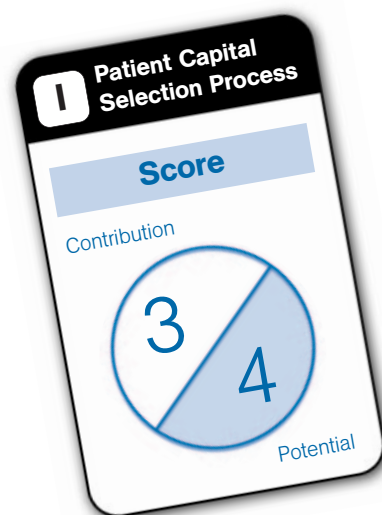 I
Patient Capital
Selection Process
Score
Contribution
3
4
Potential